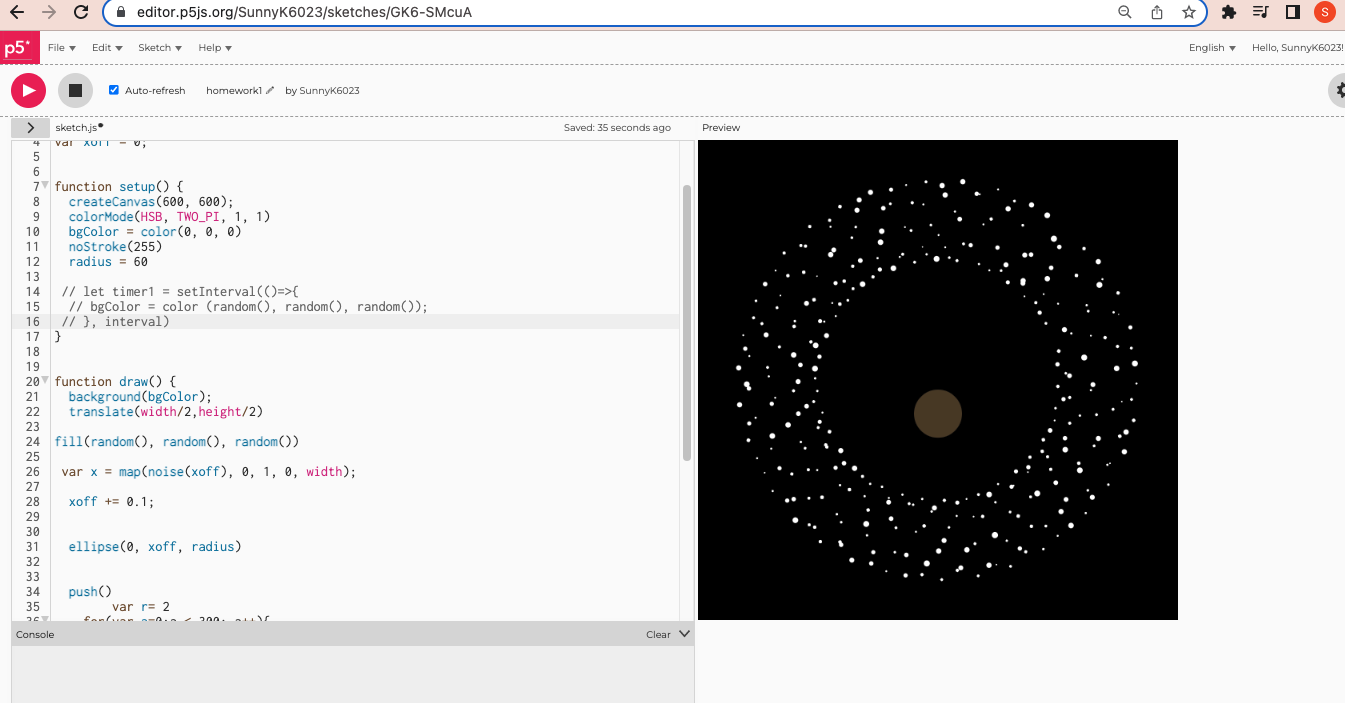 editor.p5js.org/SunnyK6023/sketches/GK6-SMcuA
S
p5*
File ▼ Edit ▼ Sketch ▼ Help ▼
English ▼ Hello, SunnyK6023!
Auto-refresh homework1 by SunnyK6023
sketch.js Saved: 35 seconds ago Preview
4 var xoff = 0;
5
6
7 function setup() {
8 createCanvas(600, 600);
9 colorMode(HSB, TWO_PI, 1, 1)
10 bgColor = color(0, 0, 0)
11 noStroke(255)
12 radius = 60
13
14 // let timer1 = setInterval(()=>{
15 // bgColor = color (random(), random(), random());
16 // }, interval)
17 }
18
19
20 function draw() {
21 background(bgColor);
22 translate(width/2,height/2)
23
24 fill(random(), random(), random())
25
26 var x = map(noise(xoff), 0, 1, 0, width);
27
28 xoff += 0.1;
29
30
31 ellipse(0, xoff, radius)
32
33
34 push()
35 var r= 2
36 for(var a=0;a < 300; a++){
Console Clear